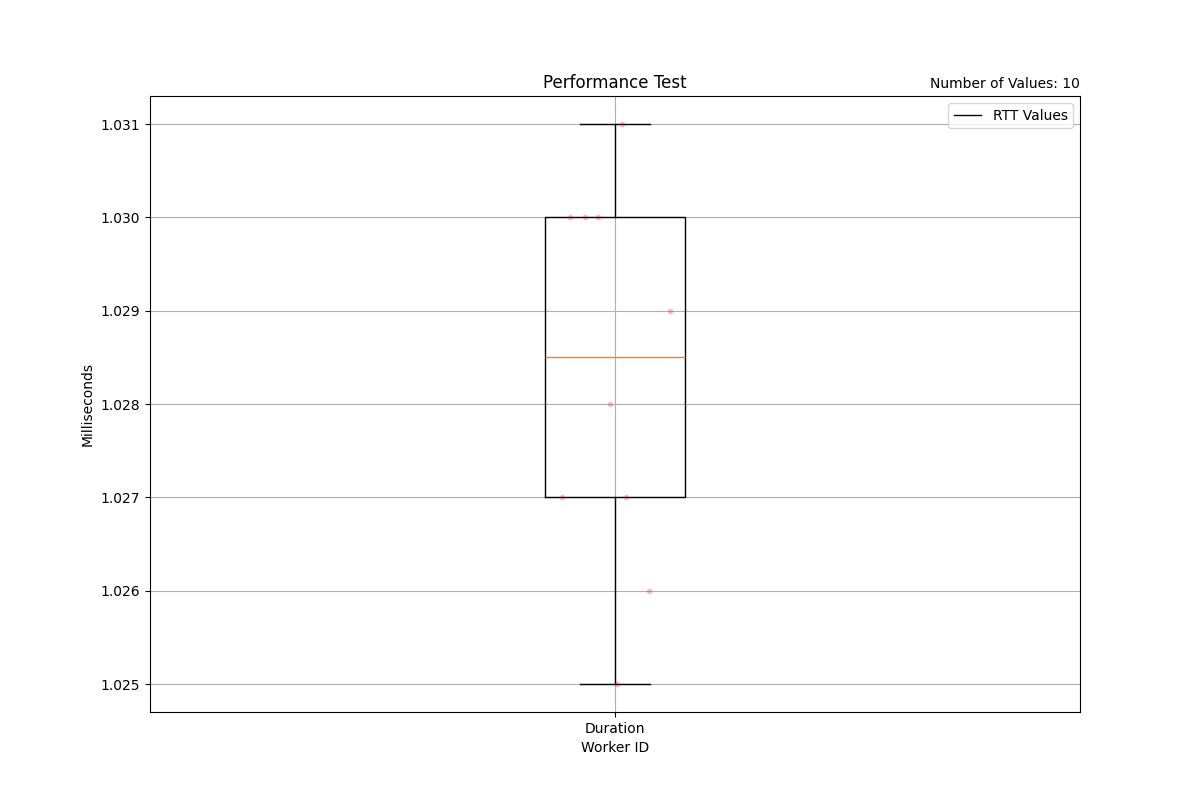 Performance Test
Number of Values: 10
RTT Values
1.031
1.030
1.029
1.028
1.027
1.026
1.025
Milliseconds
Duration
Worker ID